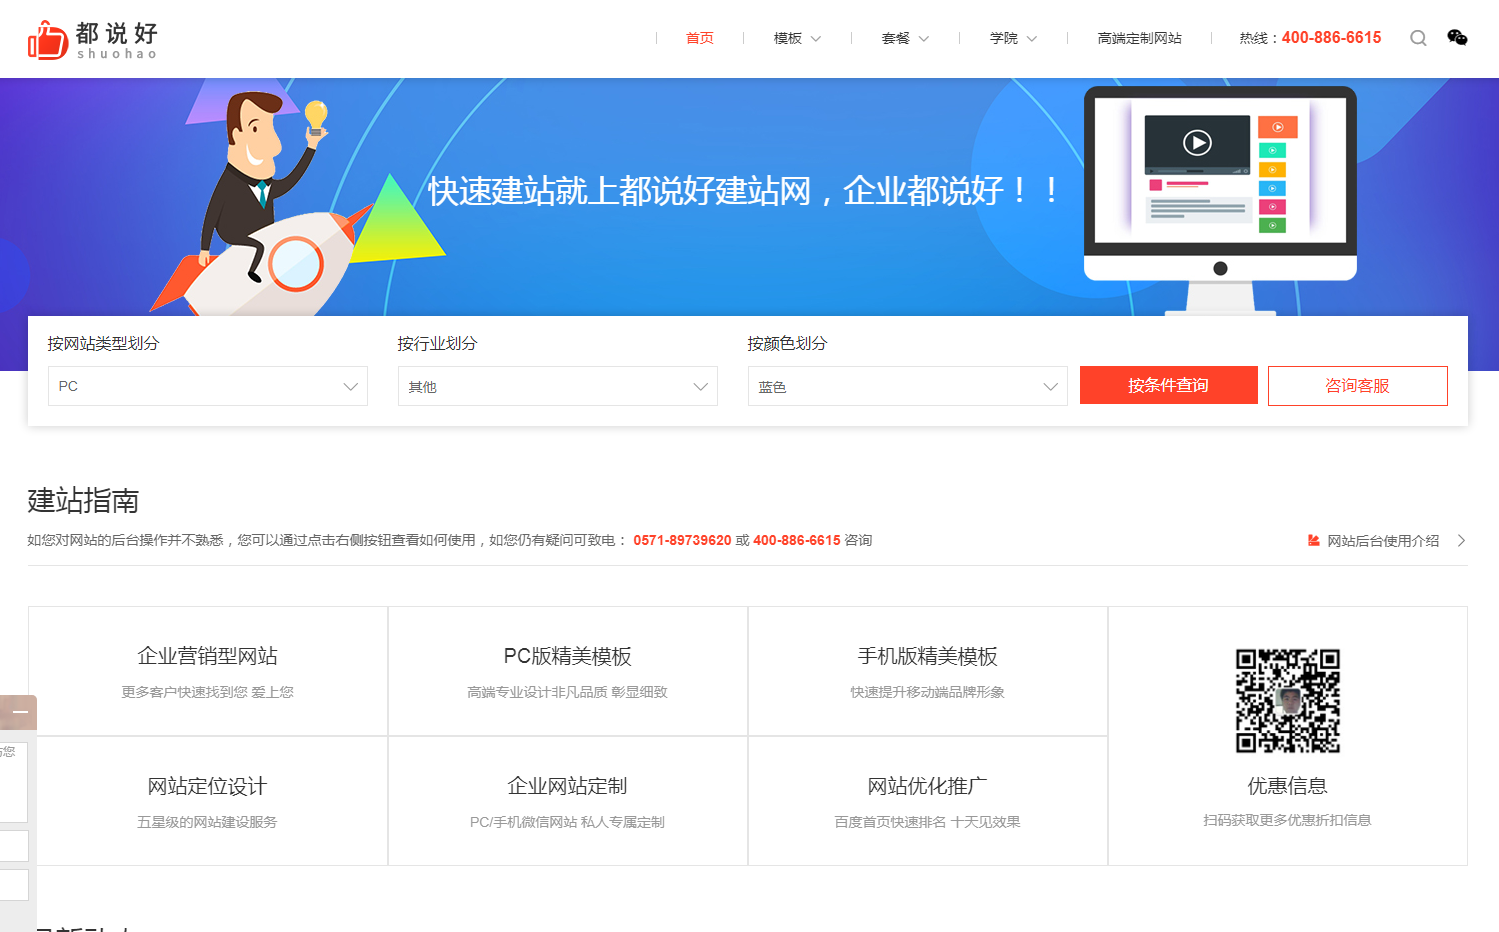 都说好
shuohao
首页
模板
套餐
学院
高端定制网站
热线：400-886-6615
快速建站就上都说好建站网，企业都说好！！
按网站类型划分
按行业划分
按颜色划分
PC
其他
蓝色
按条件查询
咨询客服
建站指南
如您对网站的后台操作并不熟悉，您可以通过点击右侧按钮查看如何使用，如您仍有疑问可致电： 0571-89739620 或 400-886-6615 咨询
网站后台使用介绍
企业营销型网站
更多客户快速找到您 爱上您
PC版精美模板
高端专业设计非凡品质 彰显细致
手机版精美模板
快速提升移动端品牌形象
网站定位设计
五星级的网站建设服务
企业网站定制
PC/手机微信网站 私人专属定制
网站优化推广
百度首页快速排名 十天见效果
优惠信息
扫码获取更多优惠折扣信息
您